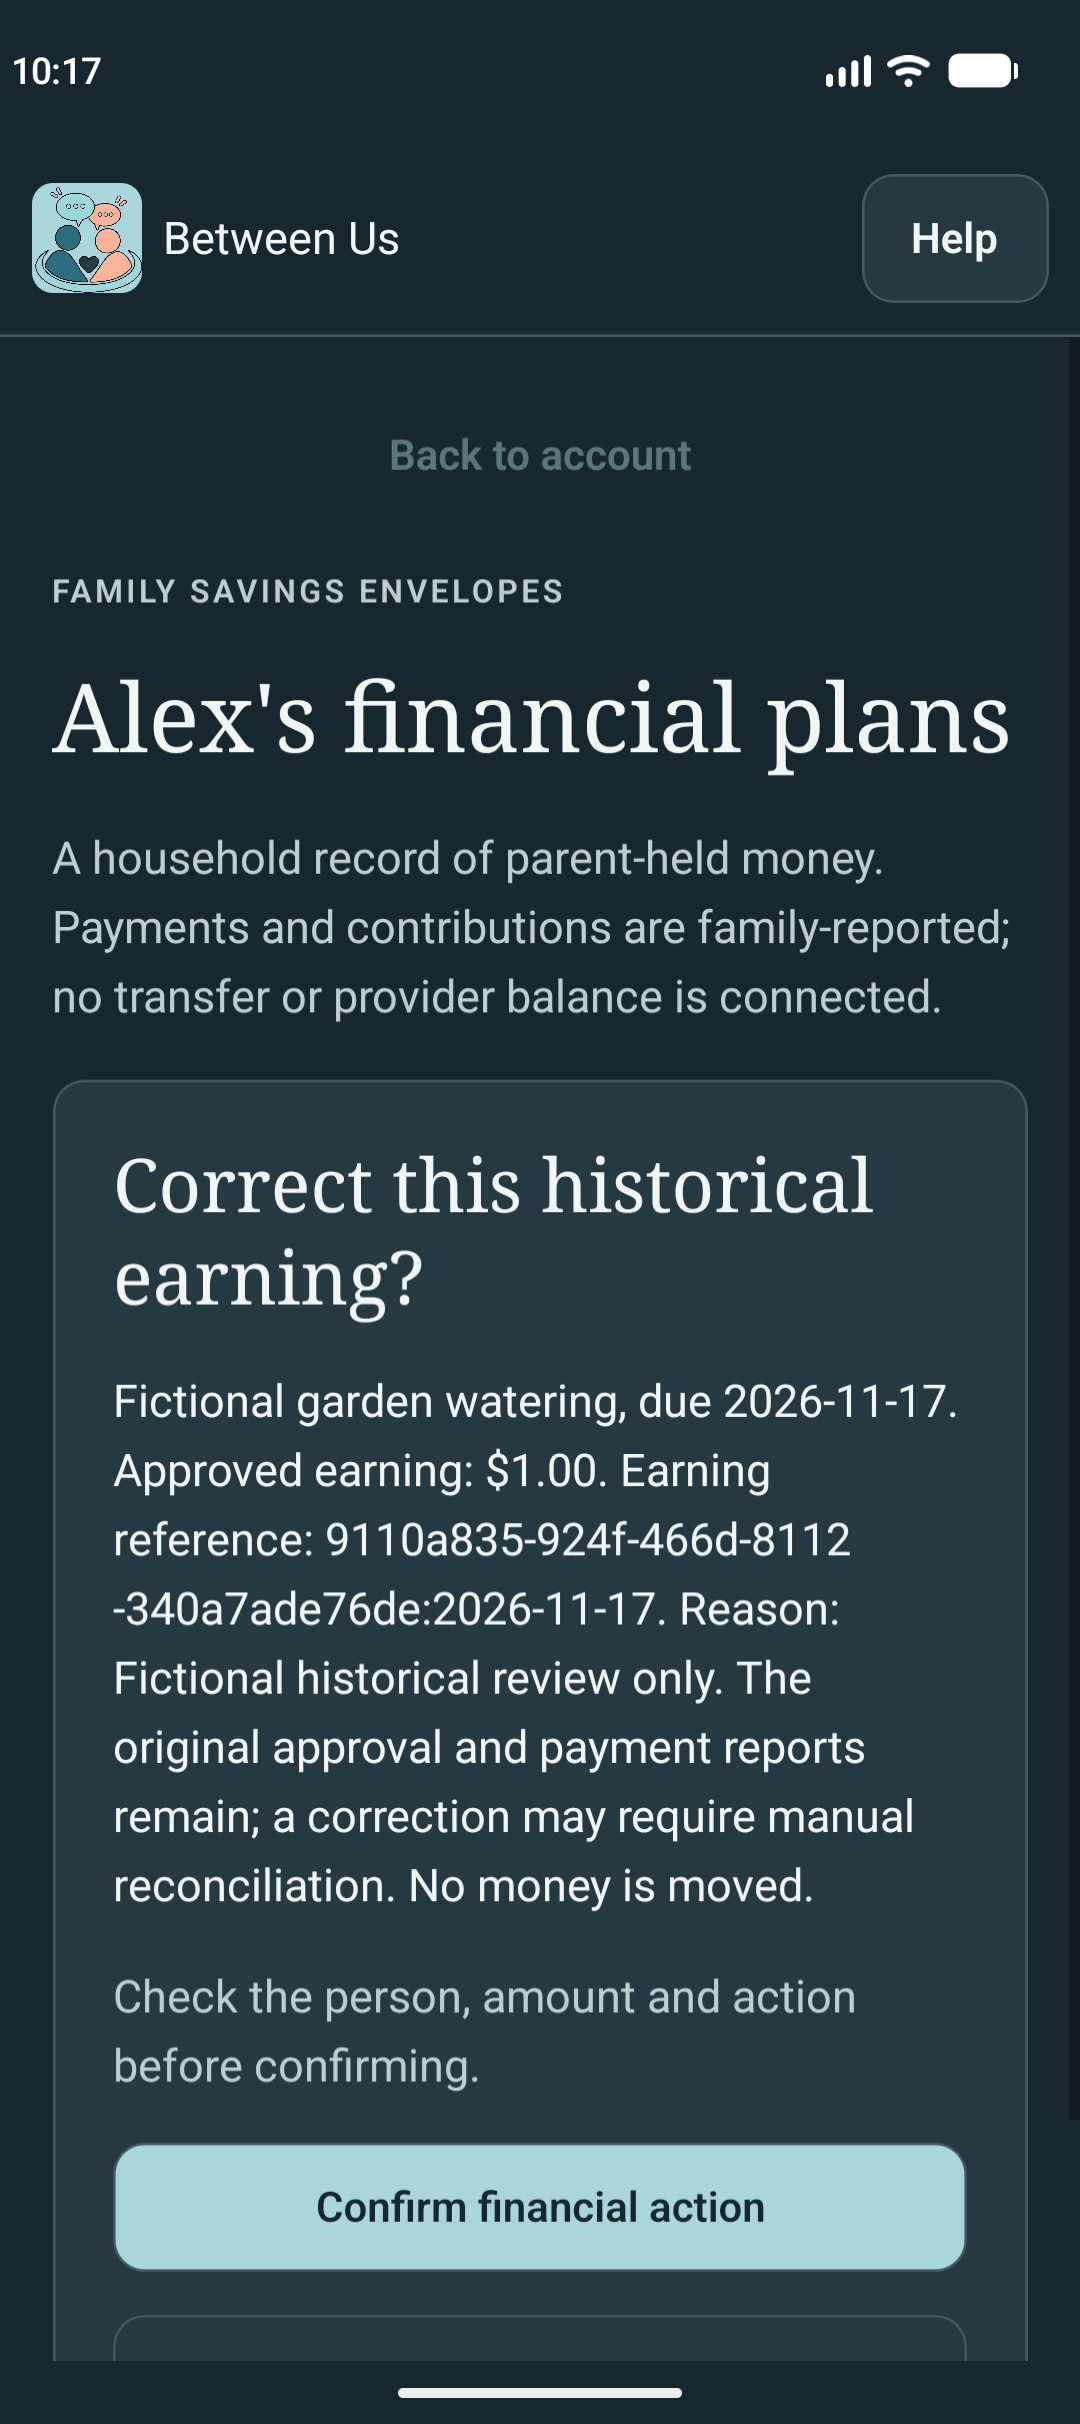 10:17
Between Us
Help
Back to account
FAMILY SAVINGS ENVELOPES
Alex's financial plans
A household record of parent-held money.
Payments and contributions are family-reported;
no transfer or provider balance is connected.
Correct this historical
earning?
Fictional garden watering, due 2026-11-17.
Approved earning: $1.00. Earning
reference: 9110a835-924f-466d-8112
-340a7ade76de:2026-11-17. Reason:
Fictional historical review only. The
original approval and payment reports
remain; a correction may require manual
reconciliation. No money is moved.
Check the person, amount and action
before confirming.
Confirm financial action